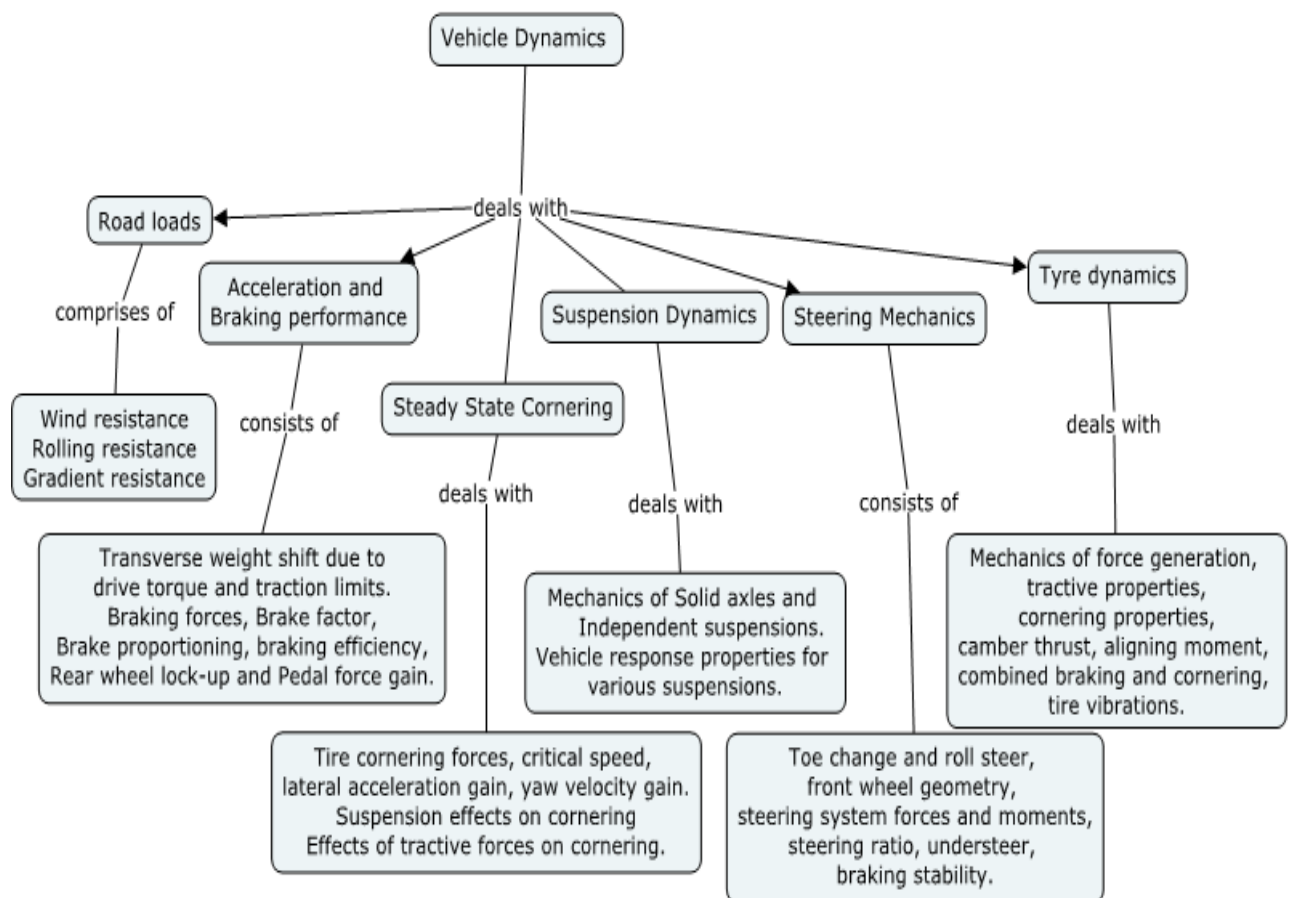 Vehicle Dynamics
deals with
Road loads
comprises of
Wind resistance
Rolling resistance
Gradient resistance
Acceleration and
Braking performance
consists of
Transverse weight shift due to
drive torque and traction limits.
Braking forces, Brake factor,
Brake proportioning, braking efficiency,
Rear wheel lock-up and Pedal force gain.
Steady State Cornering
deals with
Tire cornering forces, critical speed,
lateral acceleration gain, yaw velocity gain.
Suspension effects on cornering
Effects of tractive forces on cornering.
Suspension Dynamics
deals with
Mechanics of Solid axles and
Independent suspensions.
Vehicle response properties for
various suspensions.
Steering Mechanics
consists of
Toe change and roll steer,
front wheel geometry,
steering system forces and moments,
steering ratio, understeer,
braking stability.
Tyre dynamics
deals with
Mechanics of force generation,
tractive properties,
cornering properties,
camber thrust, aligning moment,
combined braking and cornering,
tire vibrations.